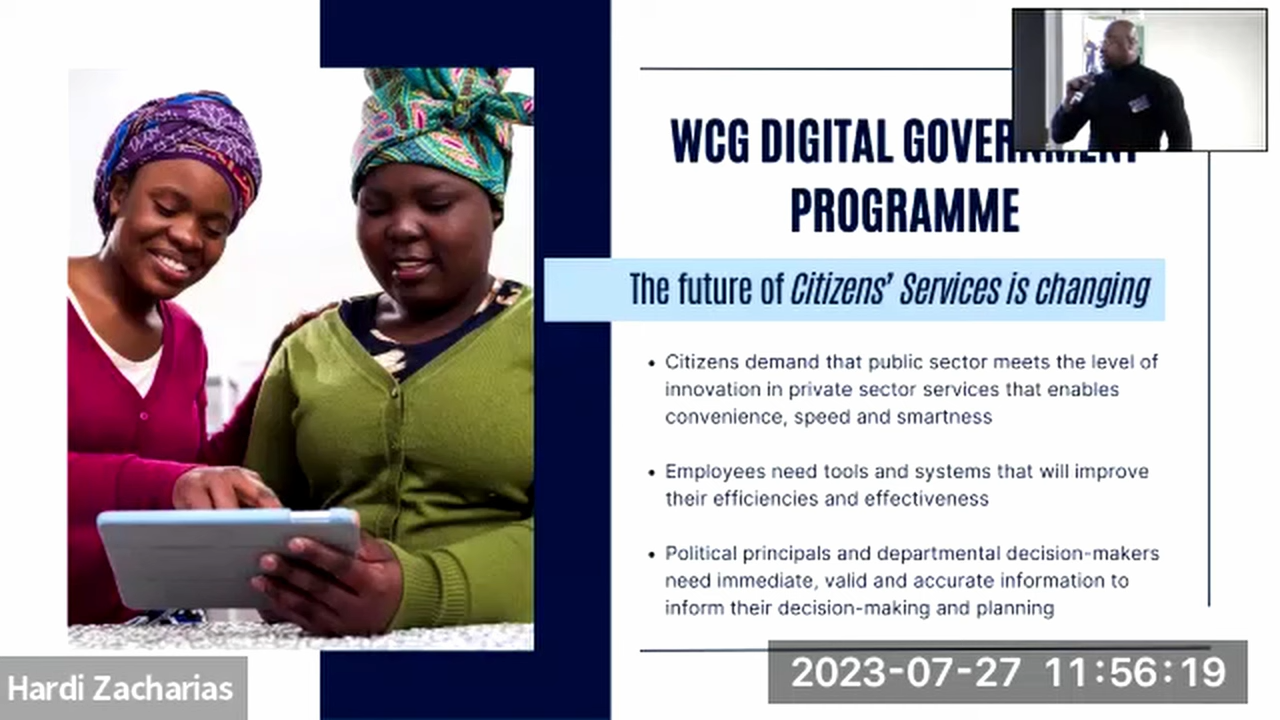 WCG DIGITAL GOVERNMENT
PROGRAMME
The future of Citizens’ Services is changing
• Citizens demand that public sector meets the level of
innovation in private sector services that enables
convenience, speed and smartness
• Employees need tools and systems that will improve
their efficiencies and effectiveness
• Political principals and departmental decision-makers
need immediate, valid and accurate information to
inform their decision-making and planning
Hardi Zacharias
2023-07-27 11:56:19